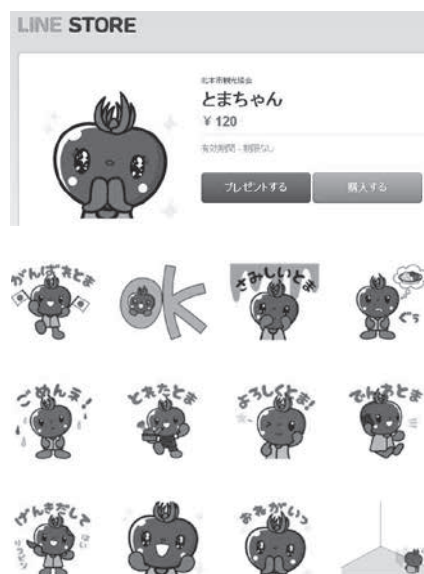 LINE STORE
北本市観光協会
とまちゃん
¥ 120
有効期間 - 期限なし
プレゼントする
購入する
がんばれとま
OK
さみしいとま
ぐぅ
ごめんネ!
とれたとま
よろしくとま!
でんわとま
げんきだして
おねがいっ